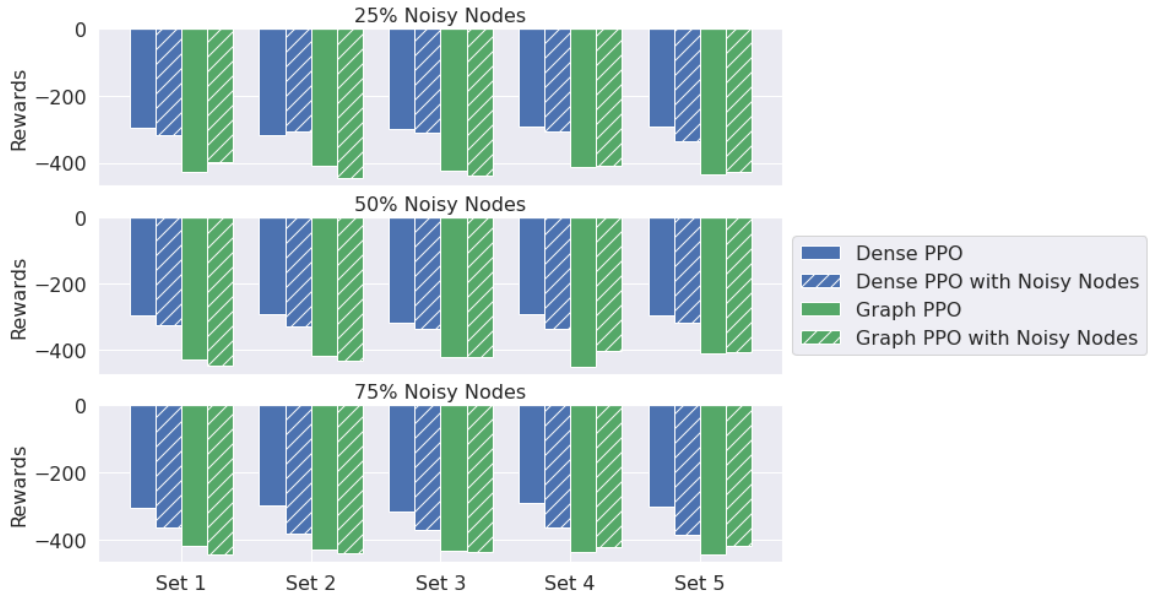 25% Noisy Nodes
0
−200
−400
Rewards
50% Noisy Nodes
0
−200
−400
Rewards
75% Noisy Nodes
0
−200
−400
Rewards
Set 1
Set 2
Set 3
Set 4
Set 5
Dense PPO
Dense PPO with Noisy Nodes
Graph PPO
Graph PPO with Noisy Nodes